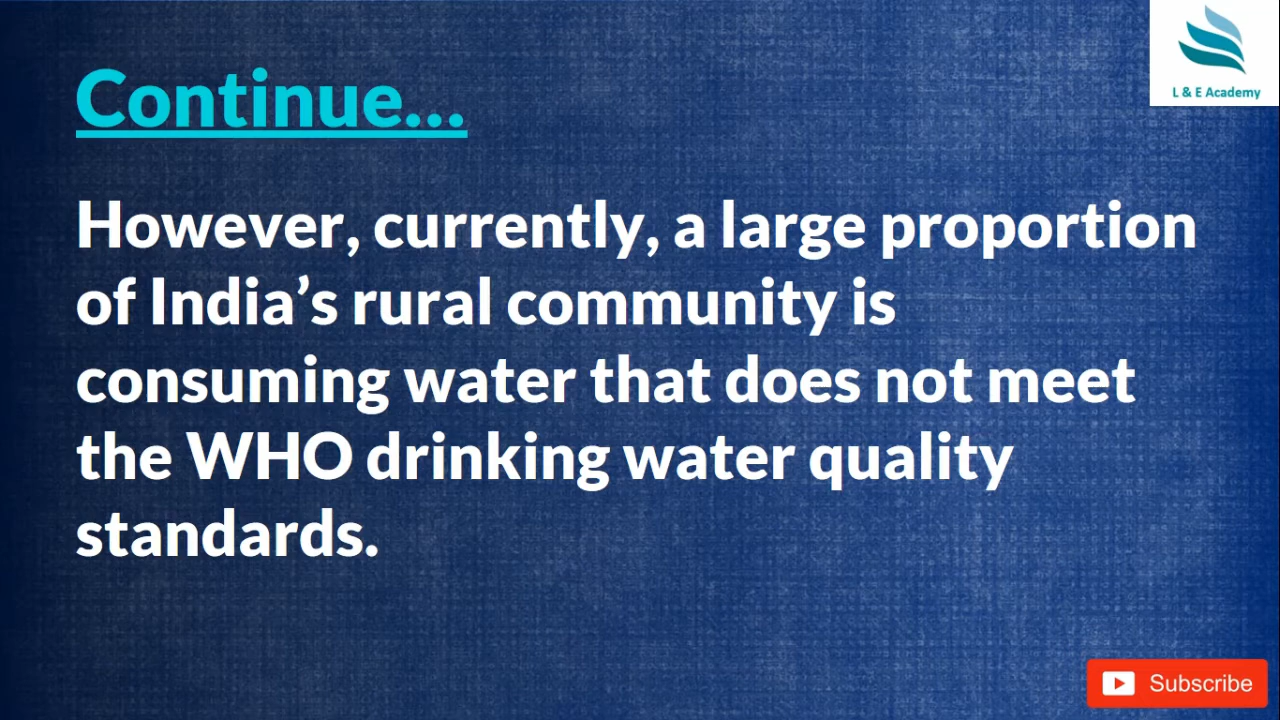 L & E Academy
Continue...
However, currently, a large proportion
of India’s rural community is
consuming water that does not meet
the WHO drinking water quality
standards.
Subscribe